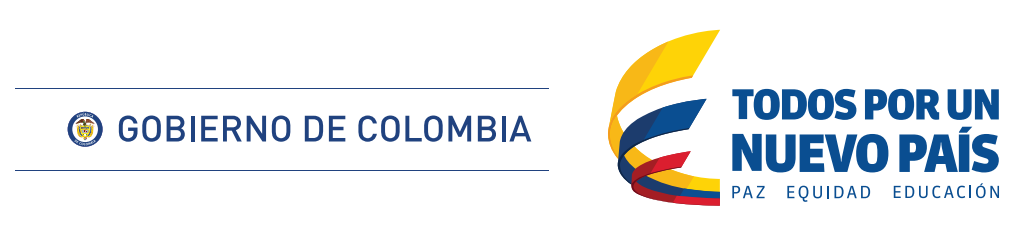 GOBIERNO DE COLOMBIA
TODOS POR UN
NUEVO PAÍS
PAZ EQUIDAD EDUCACIÓN